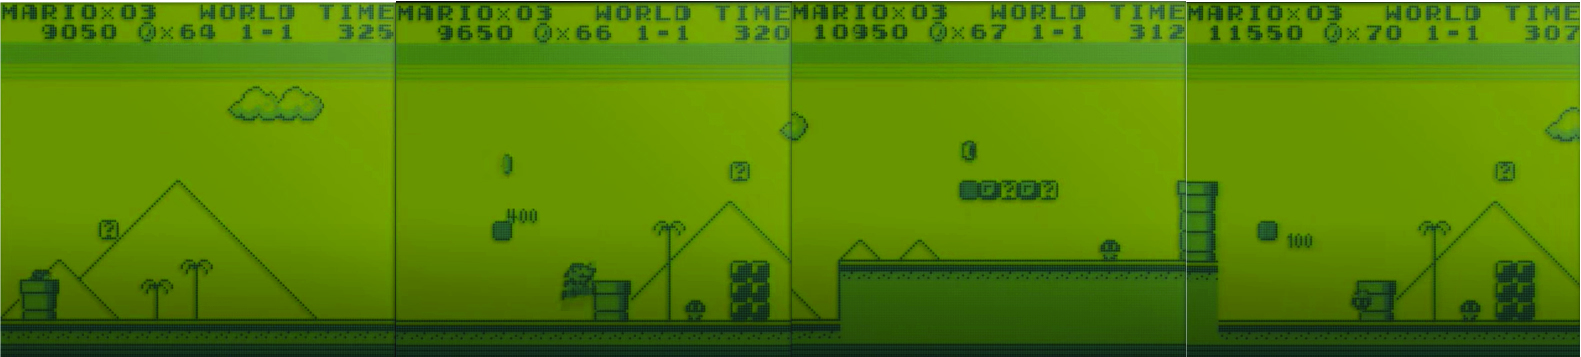 MARIO×03 WORLD TIME
9050 ×64 1-1 325
?
MARIO×03 WORLD TIME
9650 ×66 1-1 320
?
400
MARIO×03 WORLD TIME
10950 ×67 1-1 312
? ?
MARIO×03 WORLD TIME
11550 ×70 1-1 307
?
100